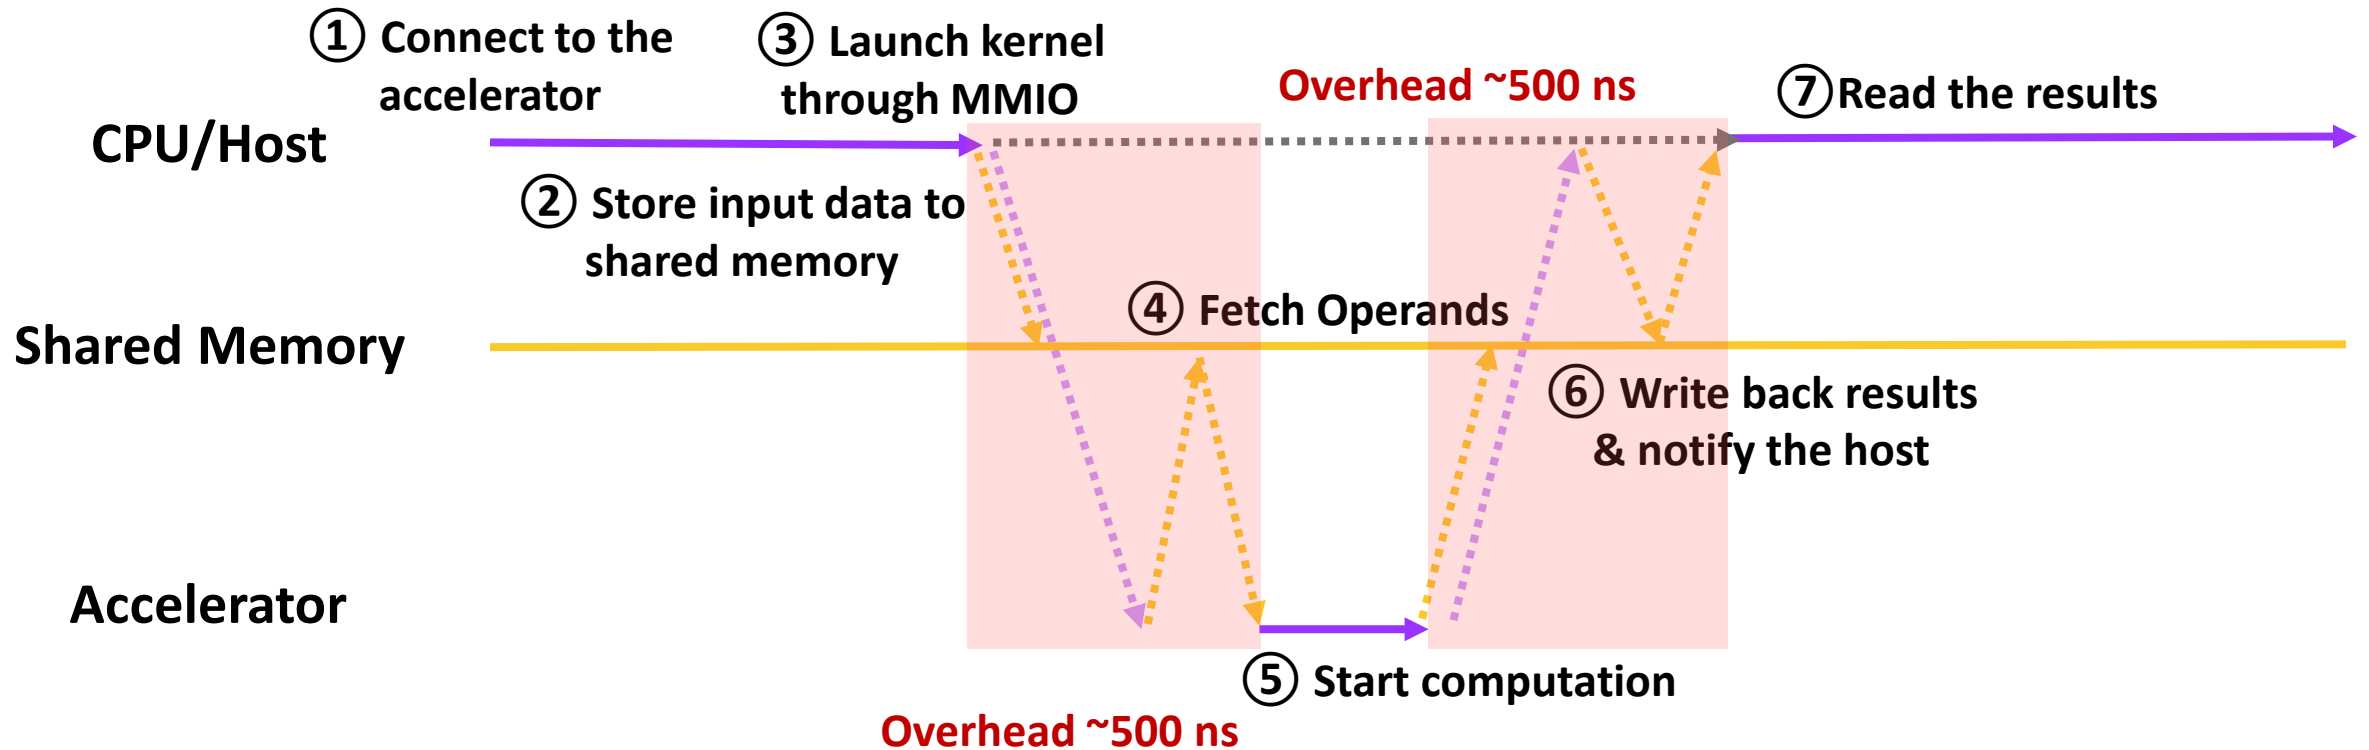 ① Connect to the
accelerator
③ Launch kernel
through MMIO
Overhead ~500 ns
⑦Read the results
CPU/Host
② Store input data to
shared memory
④ Fetch Operands
Shared Memory
⑥ Write back results
& notify the host
Accelerator
⑤ Start computation
Overhead ~500 ns